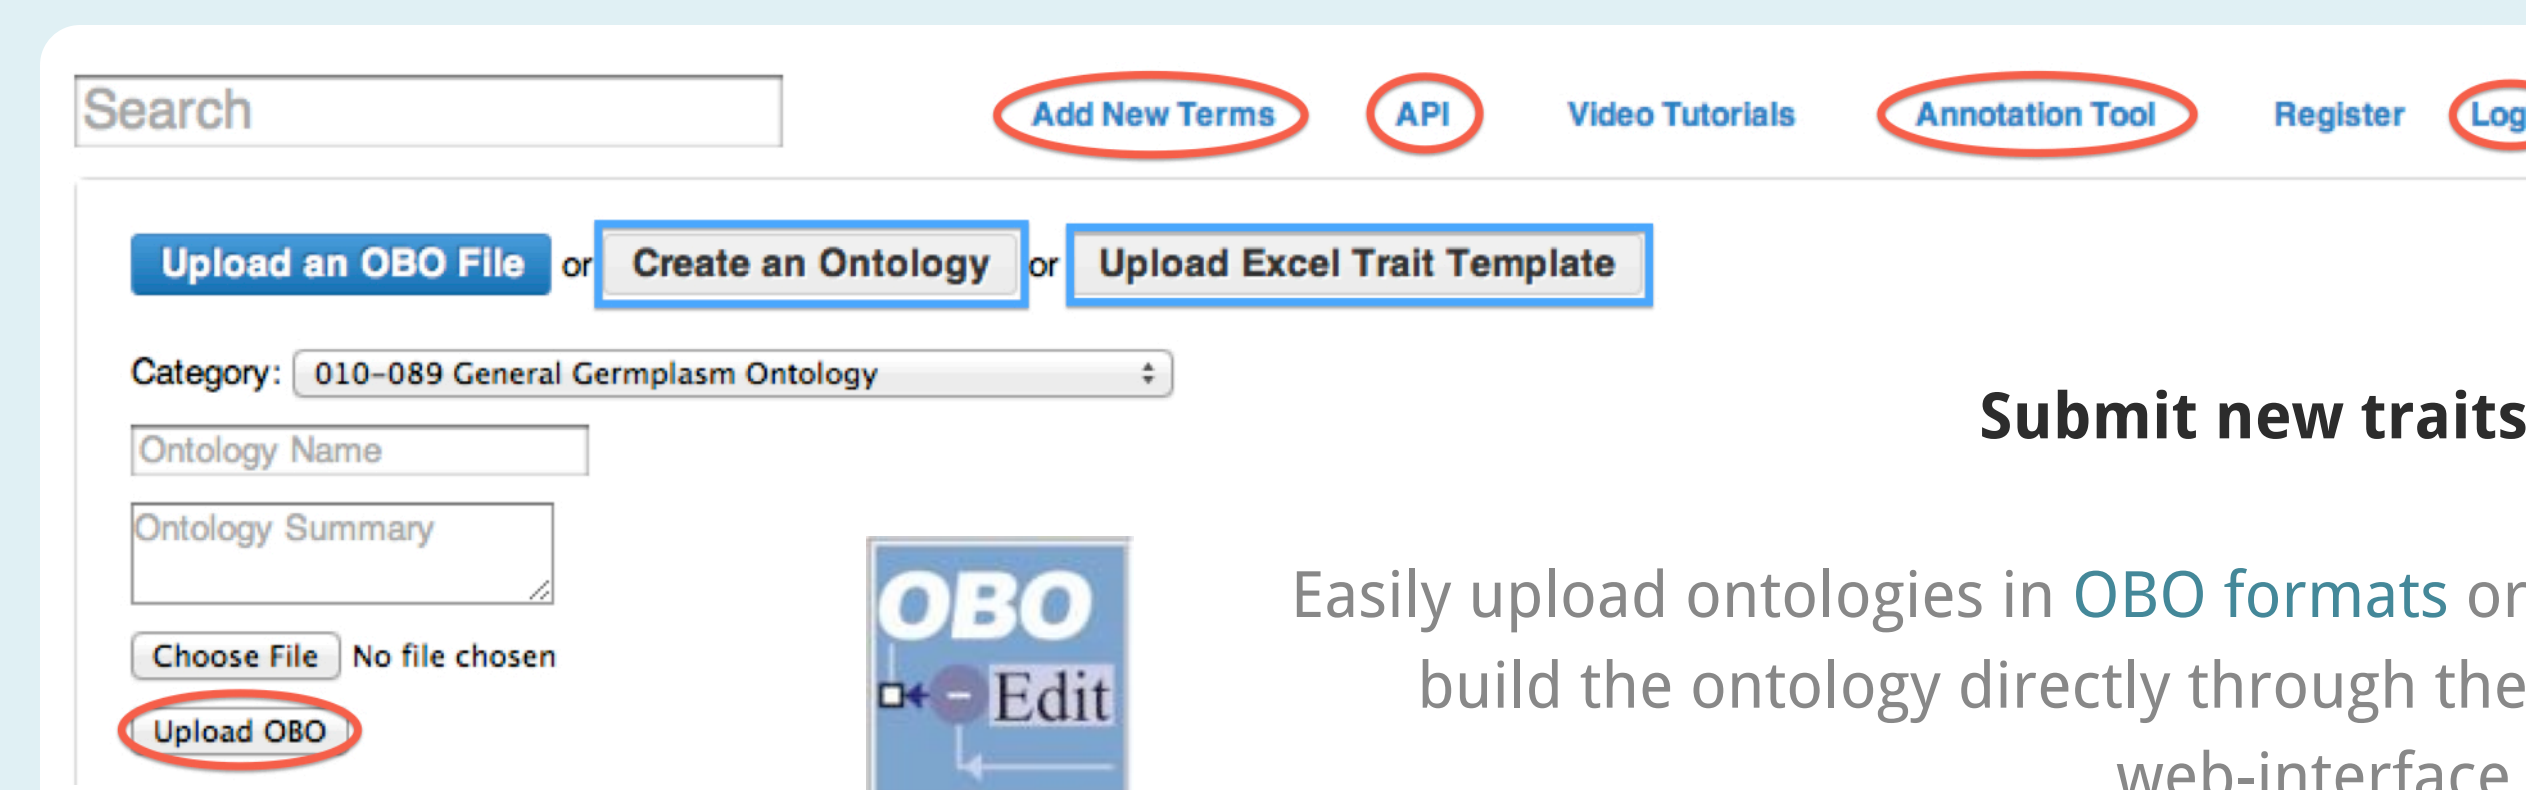 Search
Add New Terms API Video Tutorials Annotation Tool Register Log
Upload an OBO File or Create an Ontology or Upload Excel Trait Template
Category: 010-089 General Germplasm Ontology
Ontology Name
Ontology Summary
Choose File No file chosen
Upload OBO
OBO
Edit
Submit new traits
Easily upload ontologies in OBO formats or
build the ontology directly through the
web-interface